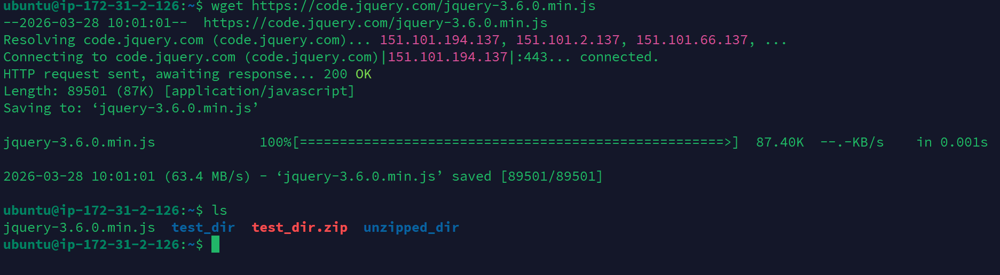 ubuntu@ip-172-31-2-126:~$ wget https://code.jquery.com/jquery-3.6.0.min.js
--2026-03-28 10:01:01--  https://code.jquery.com/jquery-3.6.0.min.js
Resolving code.jquery.com (code.jquery.com)... 151.101.194.137, 151.101.2.137, 151.101.66.137, ...
Connecting to code.jquery.com (code.jquery.com)|151.101.194.137|:443... connected.
HTTP request sent, awaiting response... 200 OK
Length: 89501 (87K) [application/javascript]
Saving to: ‘jquery-3.6.0.min.js’
jquery-3.6.0.min.js             100%[=====================================================>]  87.40K  --.-KB/s    in 0.001s
2026-03-28 10:01:01 (63.4 MB/s) - ‘jquery-3.6.0.min.js’ saved [89501/89501]
ubuntu@ip-172-31-2-126:~$ ls
jquery-3.6.0.min.js  test_dir  test_dir.zip  unzipped_dir
ubuntu@ip-172-31-2-126:~$